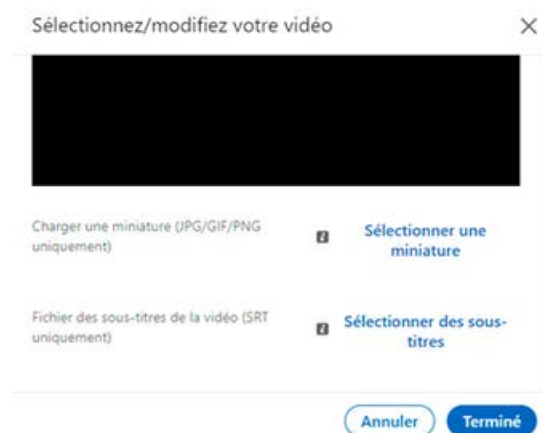 Sélectionnez/modifiez votre vidéo
Charger une miniature (JPG/GIF/PNG
uniquement)
Sélectionner une
miniature
Fichier des sous-titres de la vidéo (SRT
uniquement)
Sélectionner des sous-
titres
Annuler
Terminé